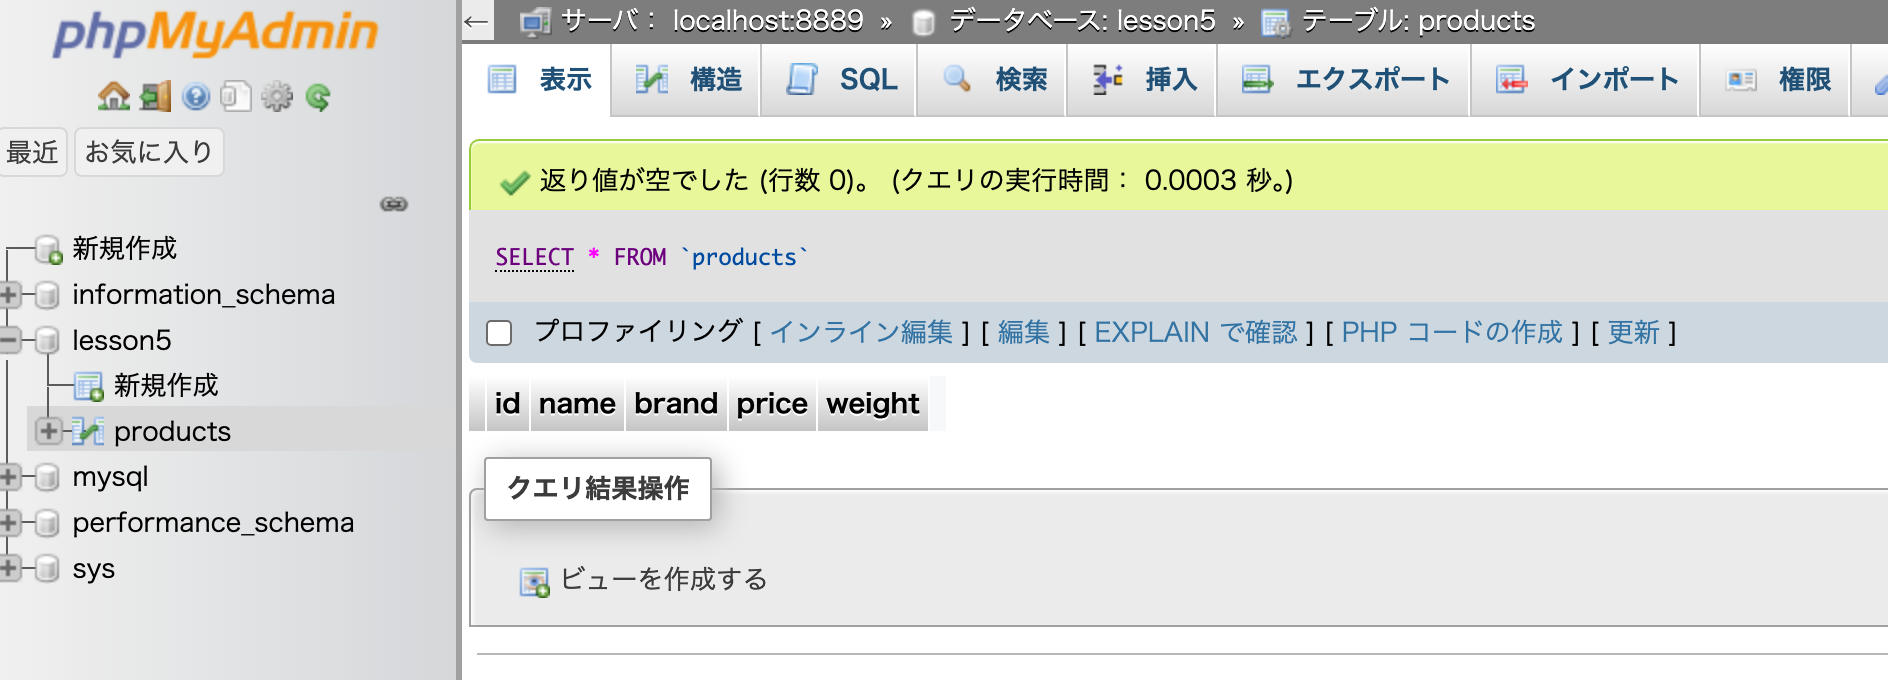 phpMyAdmin
最近 お気に入り
新規作成
information_schema
lesson5
新規作成
products
mysql
performance_schema
sys
サーバ： localhost:8889 » データベース: lesson5 » テーブル: products
表示 構造 SQL 検索 挿入 エクスポート インポート 権限
返り値が空でした (行数 0)。 (クエリの実行時間： 0.0003 秒。)
SELECT * FROM `products`
プロファイリング [ インライン編集 ] [ 編集 ] [ EXPLAIN で確認 ] [ PHP コードの作成 ] [ 更新 ]
id name brand price weight
クエリ結果操作
ビューを作成する